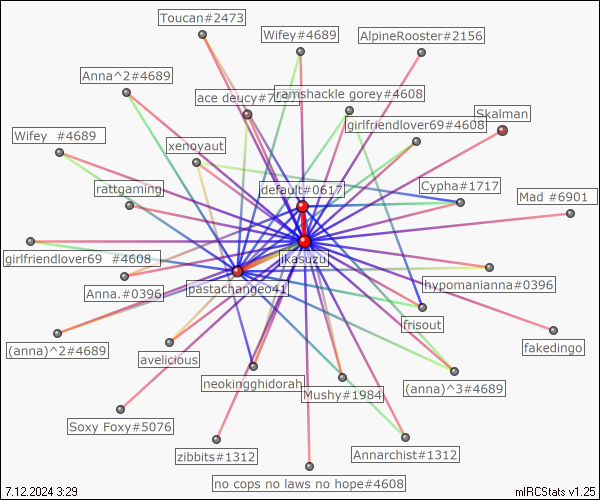 Toucan#2473
Wifey#4689
AlpineRooster#2156
Anna^2#4689
ace deucy#7
ramshackle gorey#4608
Skalman
girlfriendlover69#4608
Wifey #4689
xenoyaut
rattgaming
default#0617
Cypha#1717
Mad #6901
girlfriendlover69 #4608
ikasuzu
Anna.#0396
pastachangeo41
hypomanianna#0396
frisout
(anna)^2#4689
avelicious
fakedingo
neokingghidorah
Mushy#1984
(anna)^3#4689
Soxy Foxy#5076
zibbits#1312
Annarchist#1312
no cops no laws no hope#4608
7.12.2024 3:29
mIRCStats v1.25